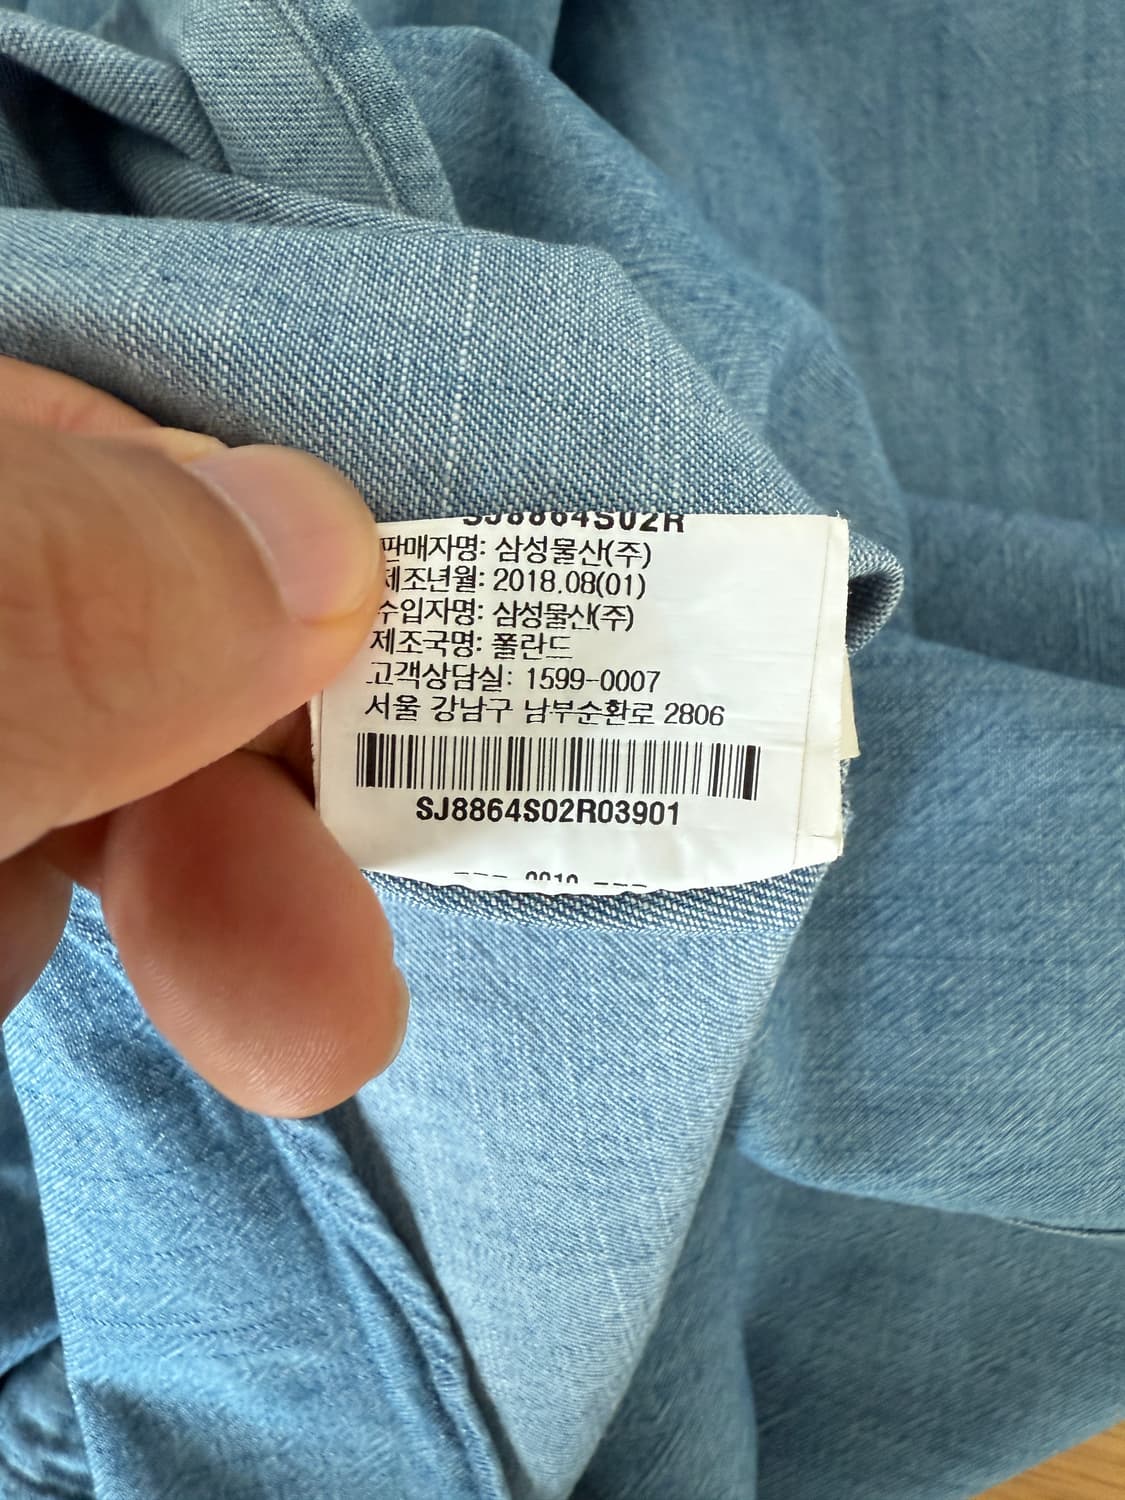 SJ8864S02R
판매자명: 삼성물산(주)
제조년월: 2018.08(01)
수입자명: 삼성물산(주)
제조국명: 폴란드
고객상담실: 1599-0007
서울 강남구 남부순환로 2806
SJ8864S02R03901